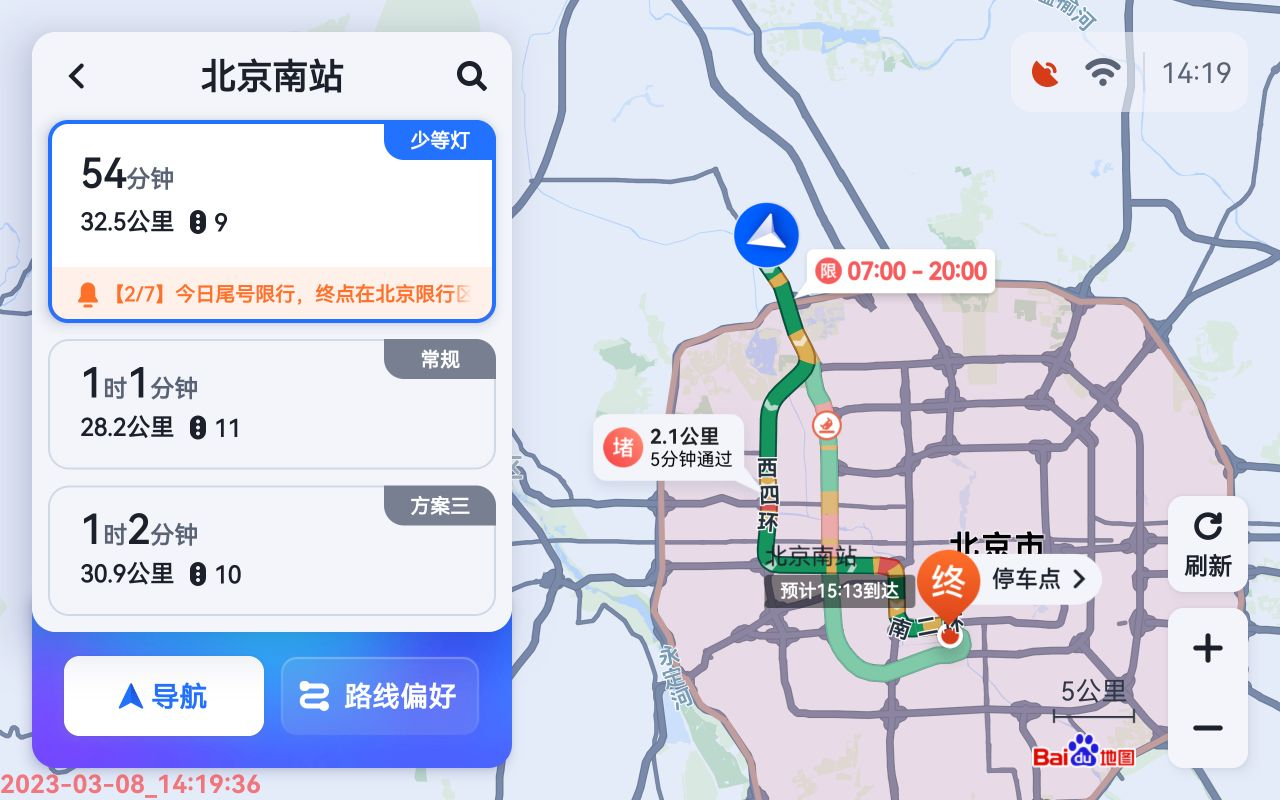 北京南站
少等灯
54分钟
32.5公里 9
【2/7】今日尾号限行，终点在北京限行
常规
1时1分钟
28.2公里 11
方案三
1时2分钟
30.9公里 10
导航
路线偏好
2023-03-08_14:19:36
14:19
限 07:00 - 20:00
堵
2.1公里
5分钟通过
西四环
北京市
北京南站
预计15:13到达
终
停车点
南二环
永定河
5公里
Bai du 地图
刷新